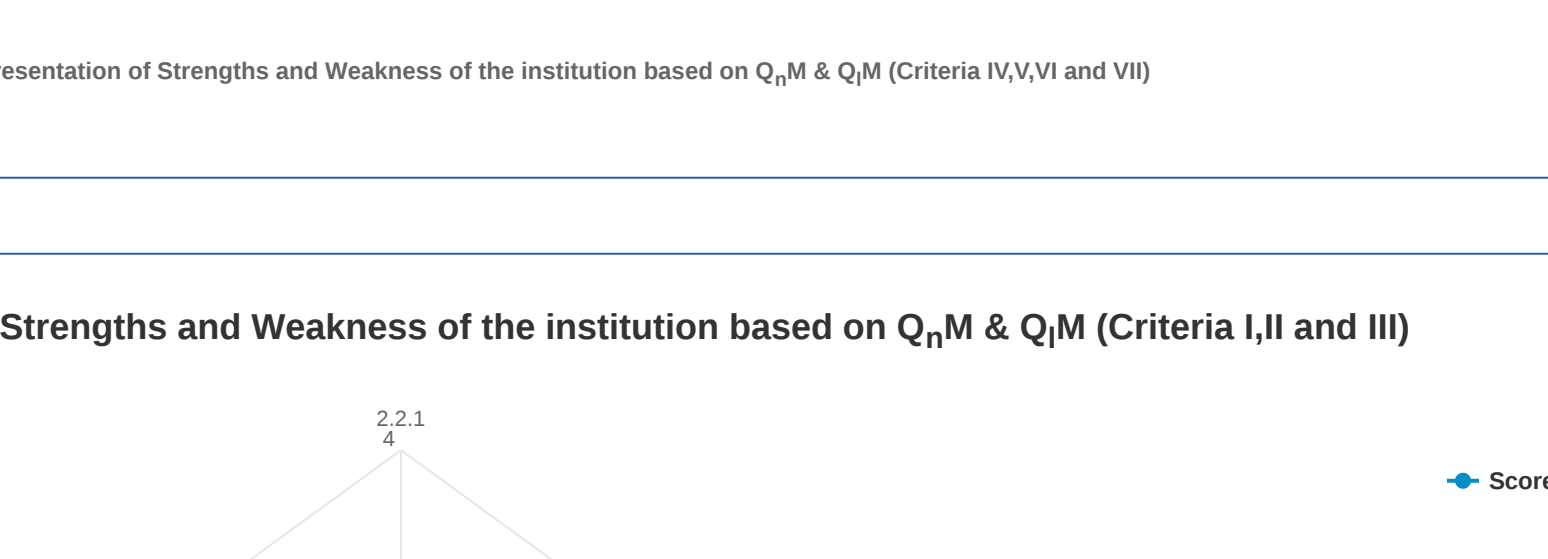 resentation of Strengths and Weakness of the institution based on QnM & QlM (Criteria IV,V,VI and VII)
Strengths and Weakness of the institution based on QnM & QlM (Criteria I,II and III)
2.2.1
4
Score